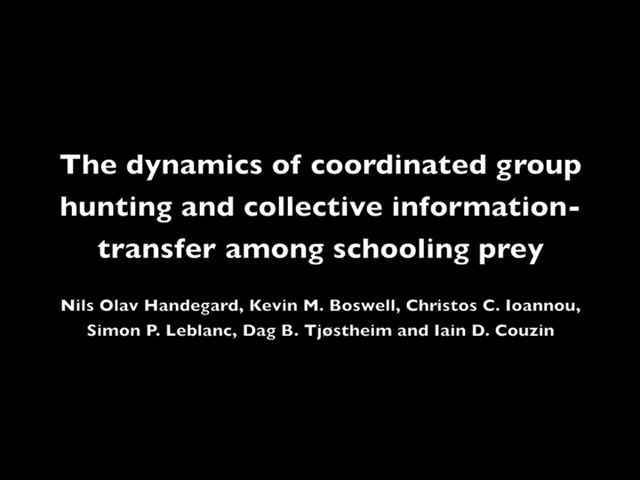 The dynamics of coordinated group
hunting and collective information-
transfer among schooling prey
Nils Olav Handegard, Kevin M. Boswell, Christos C. Ioannou,
Simon P. Leblanc, Dag B. Tjøstheim and Iain D. Couzin